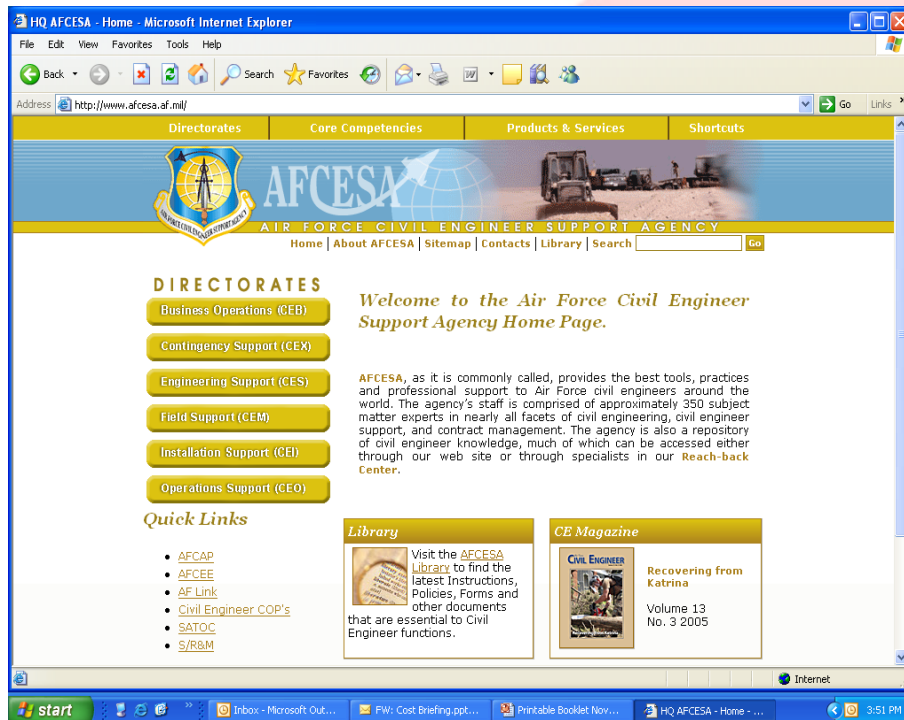 HQ AFCESA - Home - Microsoft Internet Explorer
File Edit View Favorites Tools Help
Back Search Favorites
Address http://www.afcesa.af.mil/ Go Links
Directorates Core Competencies Products & Services Shortcuts
AFCESA
AIR FORCE CIVIL ENGINEER SUPPORT AGENCY
AIR FORCE CIVIL ENGINEER SUPPORT AGENCY
Home | About AFCESA | Sitemap | Contacts | Library | Search Go
DIRECTORATES
Business Operations (CEB)
Contingency Support (CEX)
Engineering Support (CES)
Field Support (CEM)
Installation Support (CEI)
Operations Support (CEO)
Quick Links
AFCAP
AFCEE
AF Link
Civil Engineer COP's
SATOC
S/R&M
Welcome to the Air Force Civil Engineer
Support Agency Home Page.
AFCESA, as it is commonly called, provides the best tools, practices
and professional support to Air Force civil engineers around the
world. The agency's staff is comprised of approximately 350 subject
matter experts in nearly all facets of civil engineering, civil engineer
support, and contract management. The agency is also a repository
of civil engineer knowledge, much of which can be accessed either
through our web site or through specialists in our Reach-back
Center.
Library
Visit the AFCESA
Library to find the
latest Instructions,
Policies, Forms and
other documents
that are essential to Civil
Engineer functions.
CE Magazine
CIVIL ENGINEER
Recovering from
Katrina
Volume 13
No. 3 2005
Internet
start Inbox - Microsoft Out... FW: Cost Briefing.ppt... Printable Booklet Nov... HQ AFCESA - Home - ... 3:51 PM